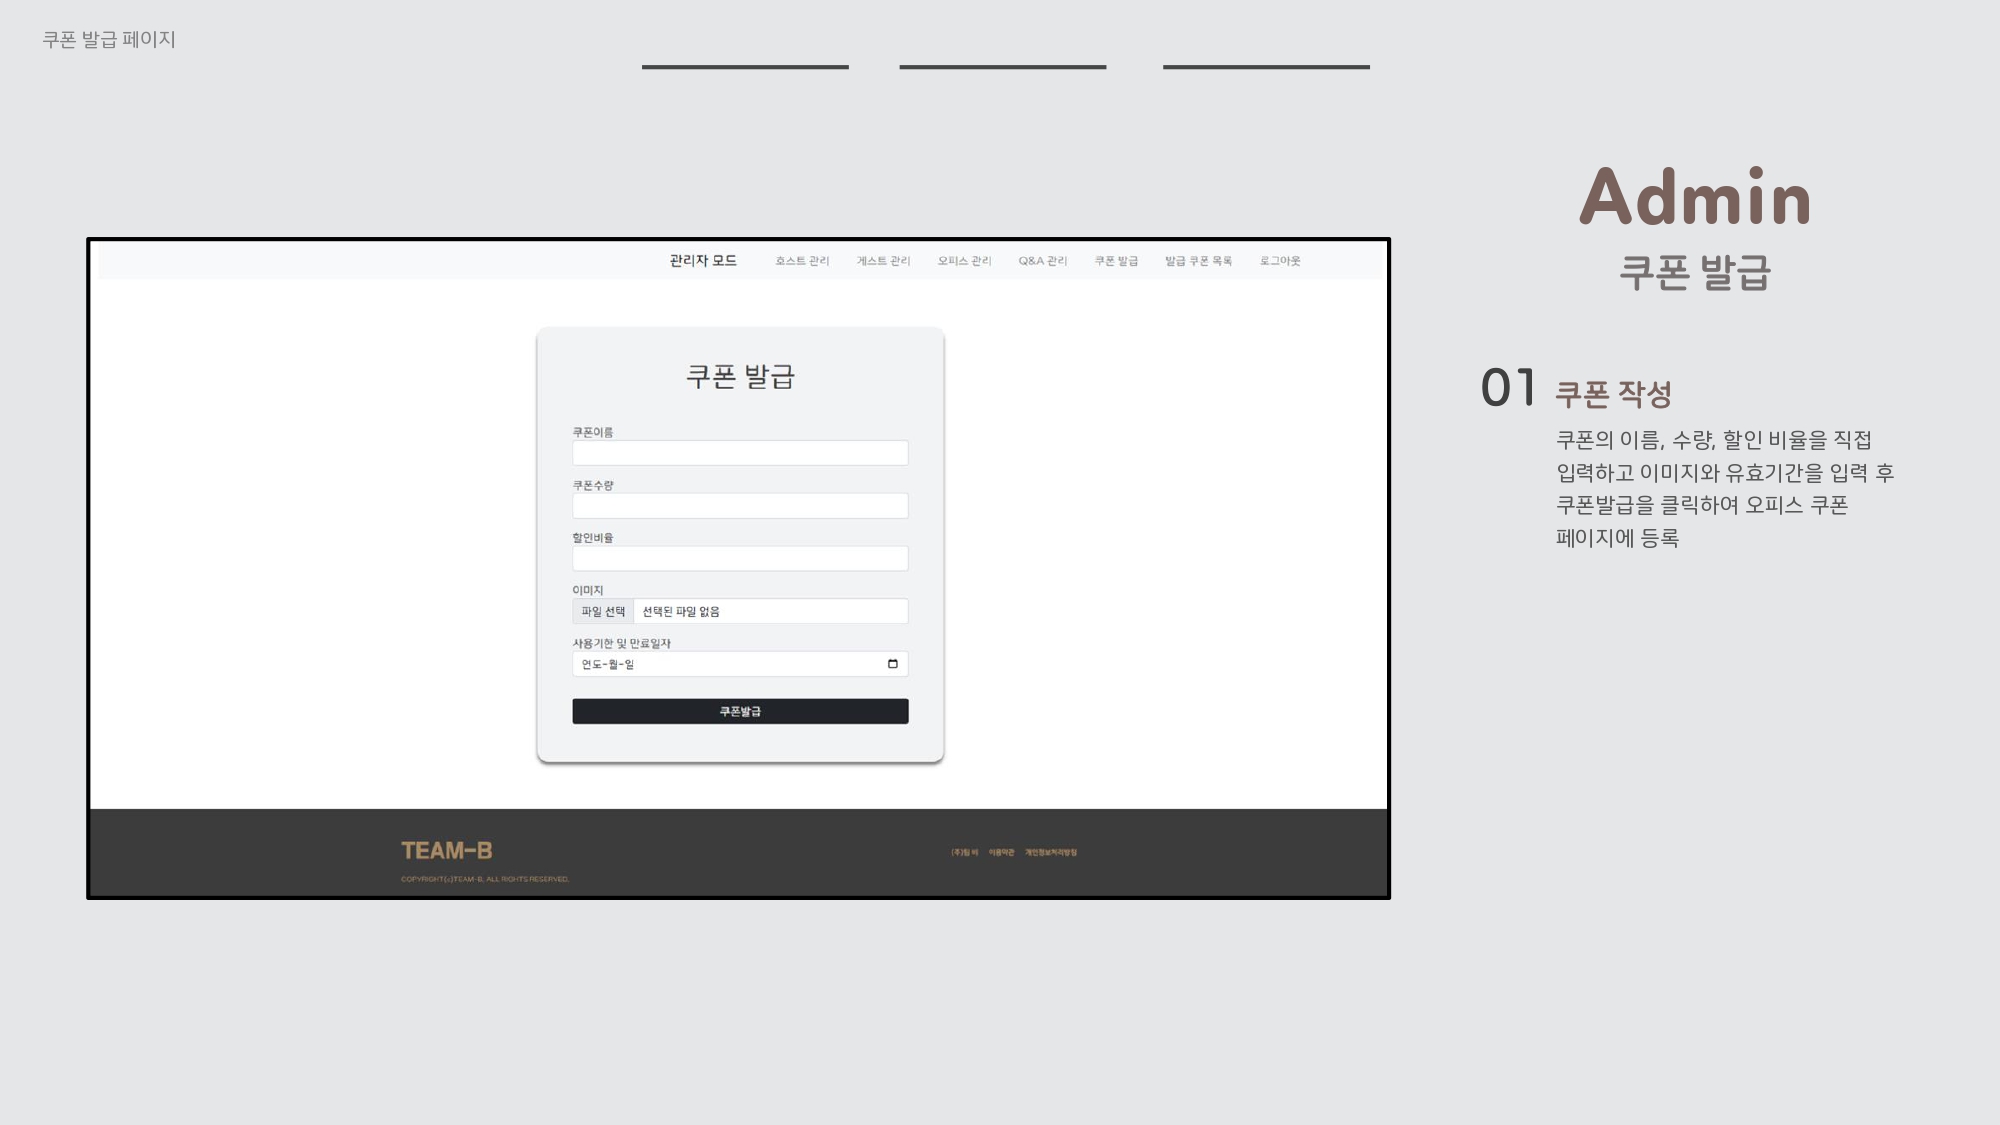 쿠폰 발급 페이지
관리자 모드 호스트 관리 게스트 관리 오피스 관리 Q&A 관리 쿠폰 발급 발급 쿠폰 목록 로그아웃
쿠폰 발급
쿠폰이름
쿠폰수량
할인비율
이미지
파일 선택 선택된 파일 없음
사용기한 및 만료일자
연도-월-일
쿠폰발급
TEAM-B
(주)팀 비 이용약관 개인정보처리방침
COPYRIGHT(c)TEAM-B, ALL RIGHTS RESERVED.
Admin
쿠폰 발급
01 쿠폰 작성
쿠폰의 이름, 수량, 할인 비율을 직접
입력하고 이미지와 유효기간을 입력 후
쿠폰발급을 클릭하여 오피스 쿠폰
페이지에 등록